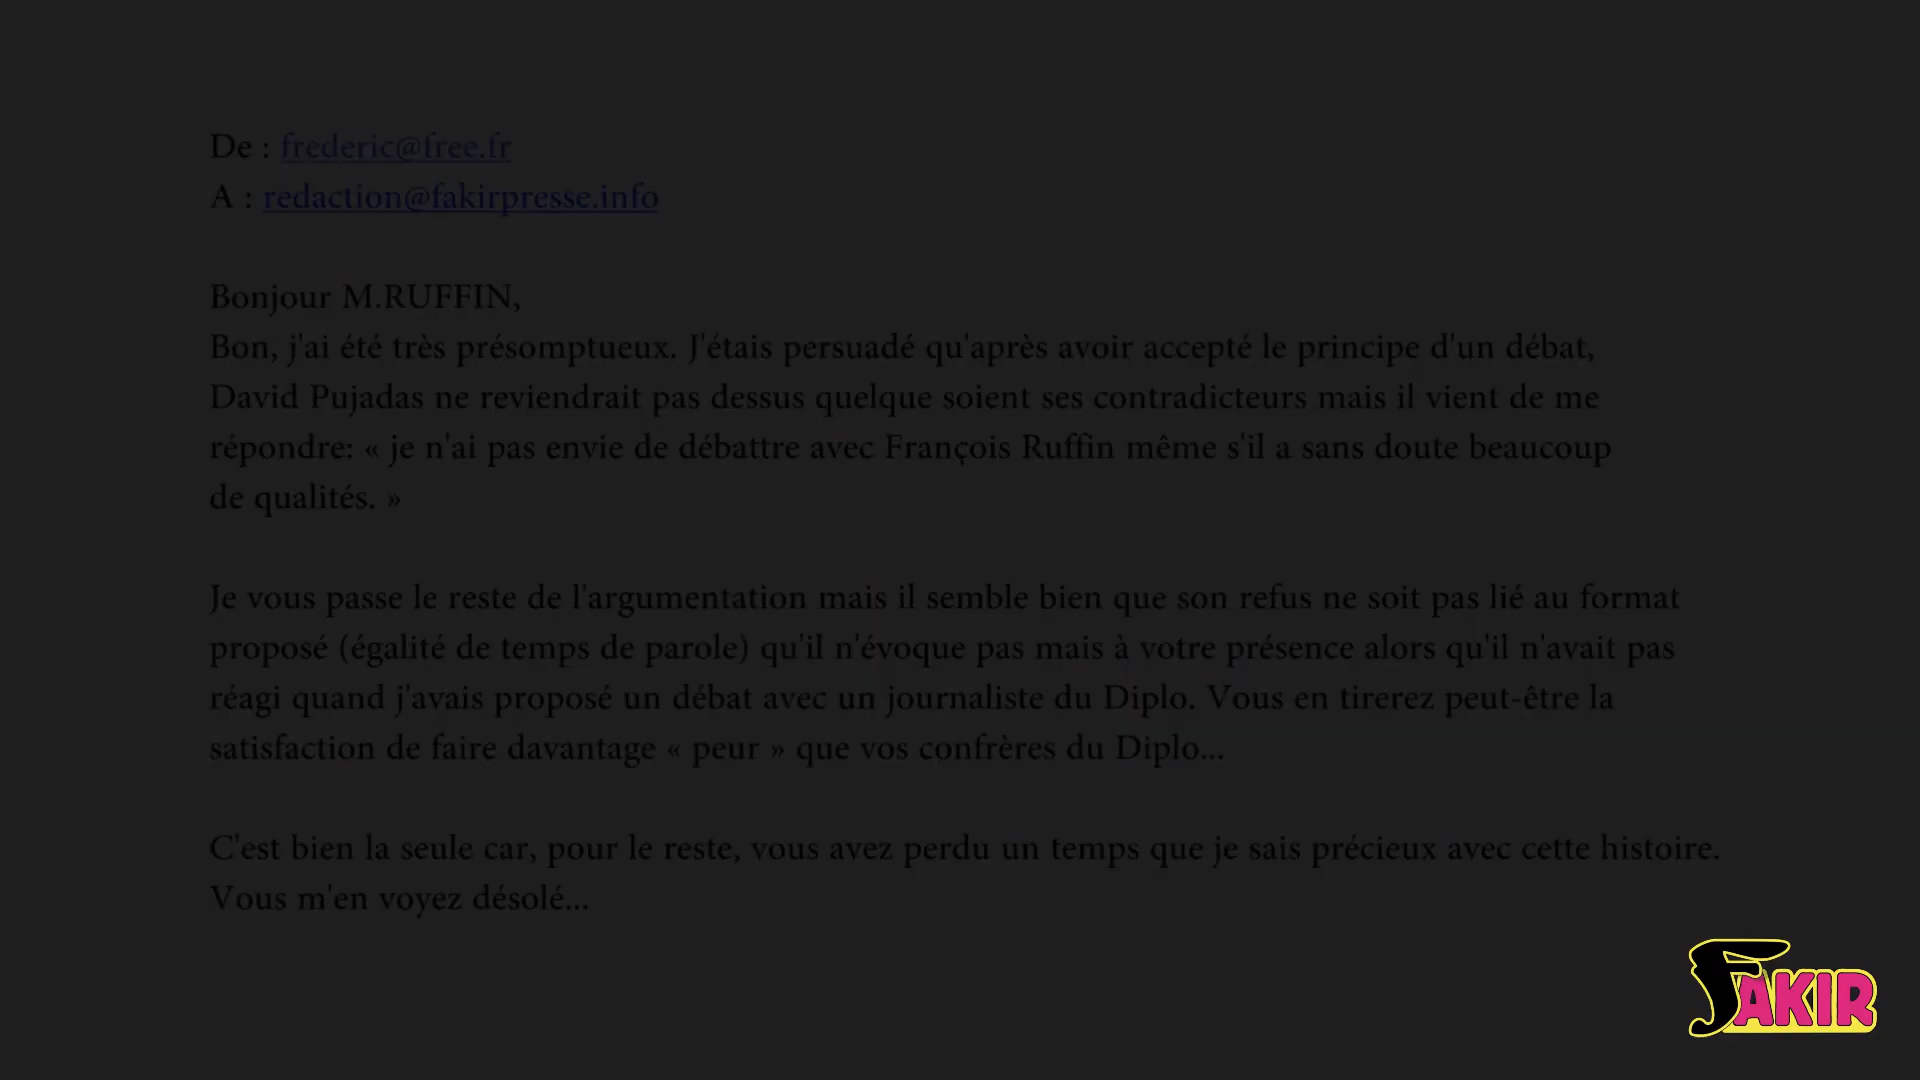 De : frederic@free.fr
A : redaction@fakirpresse.info
Bonjour M.RUFFIN,
Bon, j'ai été très présomptueux. J'étais persuadé qu'après avoir accepté le principe d'un débat,
David Pujadas ne reviendrait pas dessus quelque soient ses contradicteurs mais il vient de me
répondre: « je n'ai pas envie de débattre avec François Ruffin même s'il a sans doute beaucoup
de qualités. »
Je vous passe le reste de l'argumentation mais il semble bien que son refus ne soit pas lié au format
proposé (égalité de temps de parole) qu'il n'évoque pas mais à votre présence alors qu'il n'avait pas
réagi quand j'avais proposé un débat avec un journaliste du Diplo. Vous en tirerez peut-être la
satisfaction de faire davantage « peur » que vos confrères du Diplo...
C'est bien la seule car, pour le reste, vous avez perdu un temps que je sais précieux avec cette histoire.
Vous m'en voyez désolé...
FAKIR